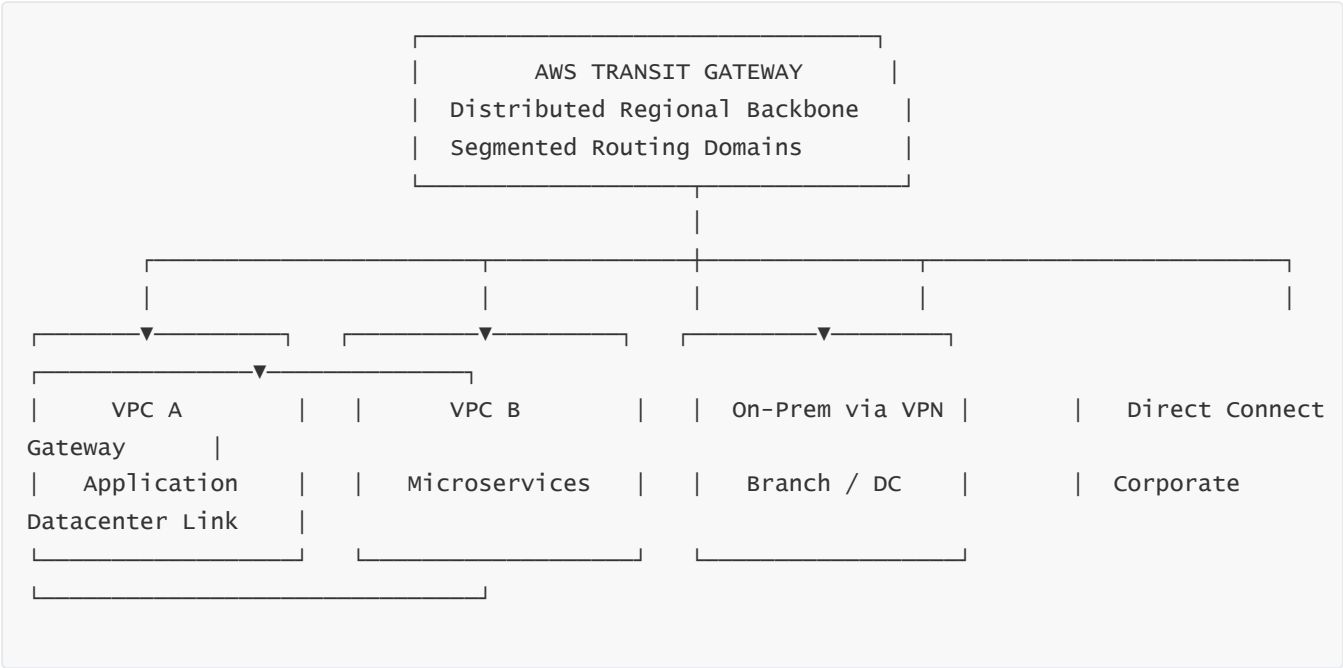 AWS TRANSIT GATEWAY
Distributed Regional Backbone
Segmented Routing Domains
VPC A VPC B On-Prem via VPN Direct Connect
Gateway
Application Microservices Branch / DC Corporate
Datacenter Link